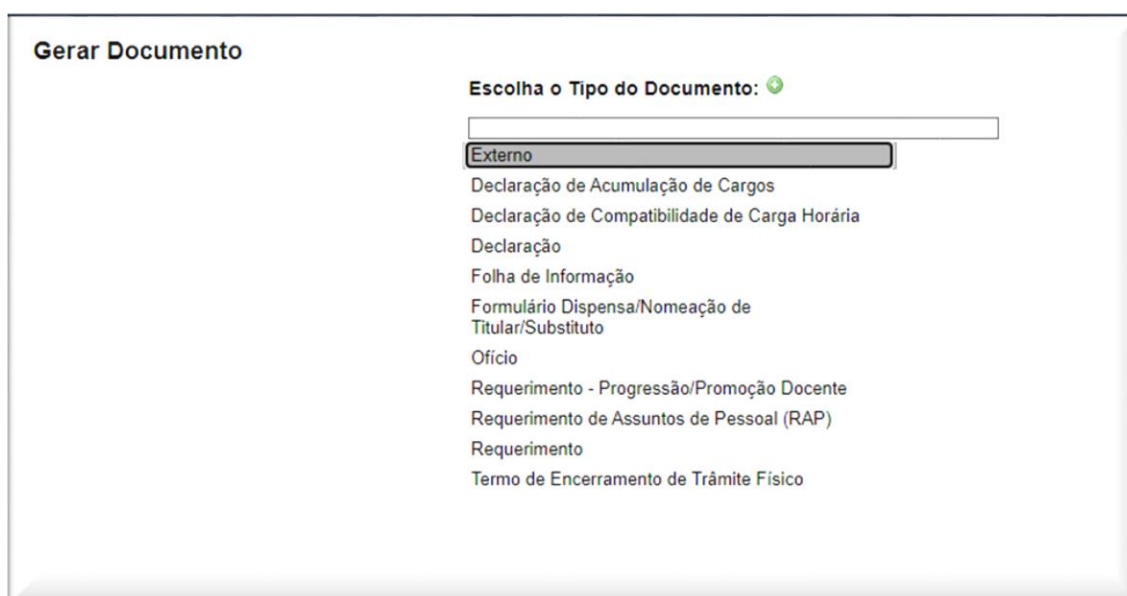 Gerar Documento
Escolha o Tipo do Documento:
Externo
Declaração de Acumulação de Cargos
Declaração de Compatibilidade de Carga Horária
Declaração
Folha de Informação
Formulário Dispensa/Nomeação de
Titular/Substituto
Ofício
Requerimento - Progressão/Promoção Docente
Requerimento de Assuntos de Pessoal (RAP)
Requerimento
Termo de Encerramento de Trâmite Físico